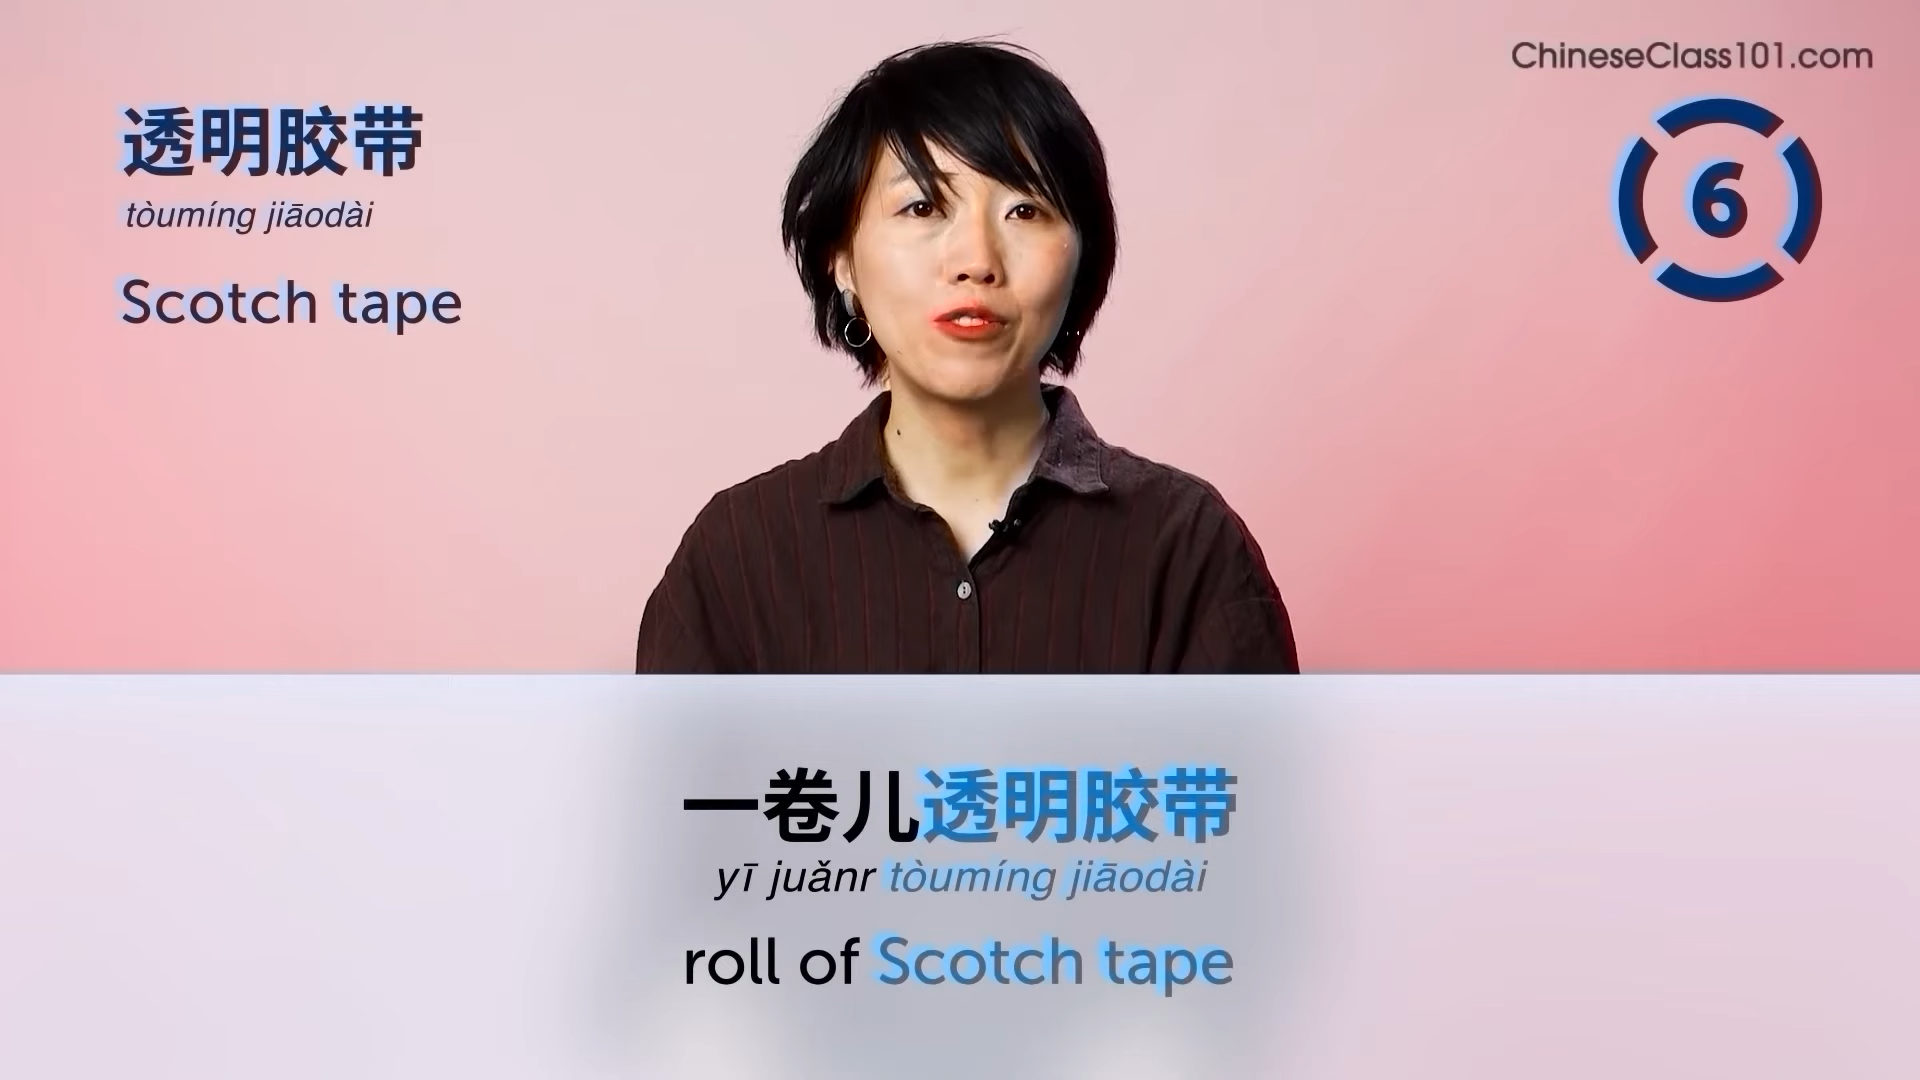 ChineseClass101.com
透明胶带
tòumíng jiāodài
Scotch tape
6
一卷儿透明胶带
yī juǎnr tòumíng jiāodài
roll of Scotch tape